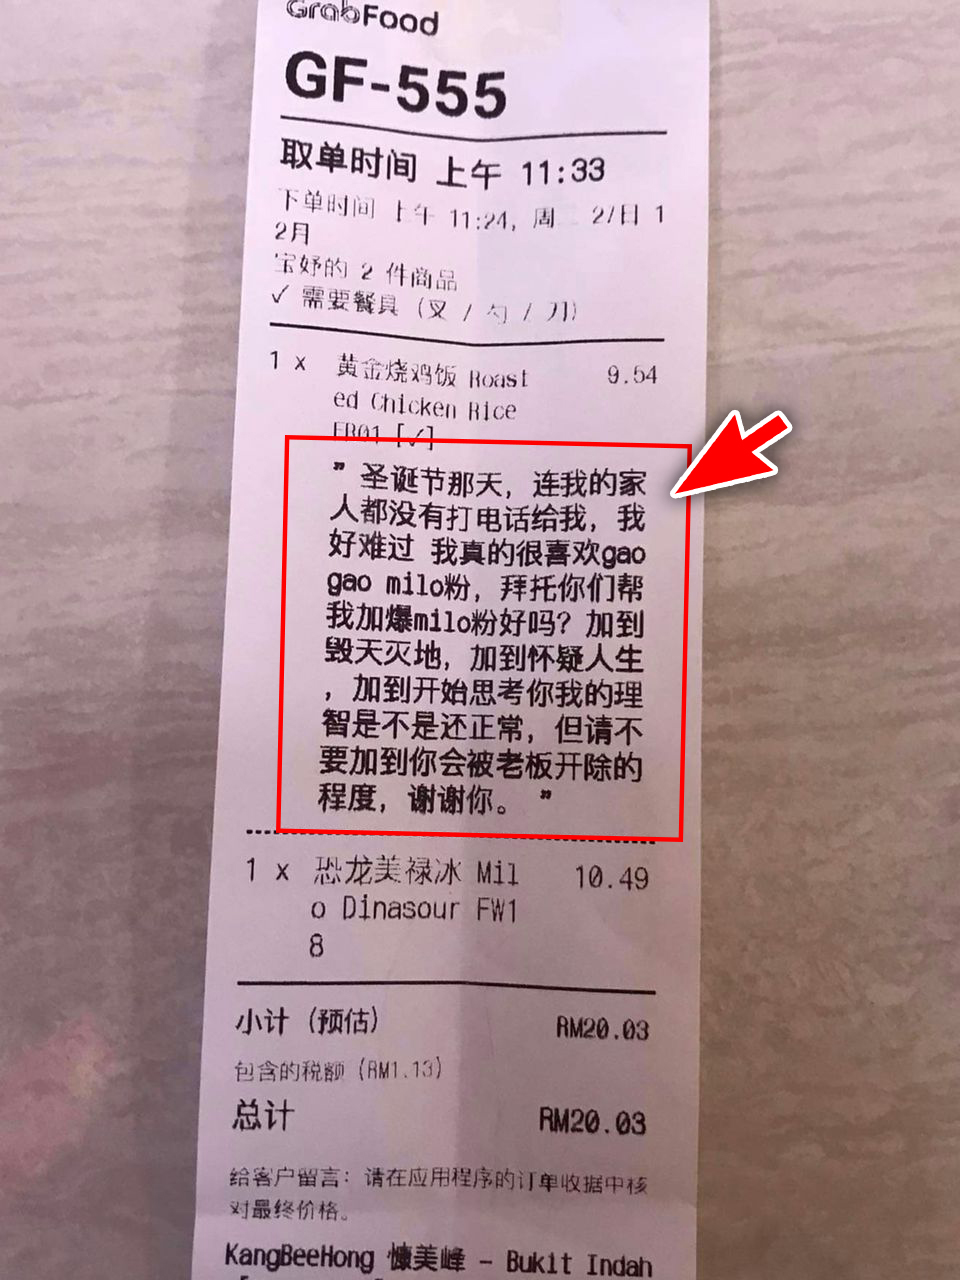 GrabFood
GF-555
取单时间 上午 11:33
下单时间 上午 11:24, 周二 27日 1
2月
宝妤的 2 件商品
✓ 需要餐具 (叉 / 勺 / 刀)
1 x 黄金烧鸡饭 Roast 9.54
ed Chicken Rice
FR01 [✓]
" 圣诞节那天，连我的家
人都没有打电话给我，我
好难过 我真的很喜欢gao
gao milo粉，拜托你们帮
我加爆milo粉好吗？加到
毁天灭地，加到怀疑人生
，加到开始思考你我的理
智是不是还正常，但请不
要加到你会被老板开除的
程度，谢谢你。 "
1 x 恐龙美禄冰 Mil 10.49
o Dinasour FW1
8
小计 (预估) RM20.03
包含的税额 (RM1.13)
总计 RM20.03
给客户留言: 请在应用程序的订单收据中核
对最终价格。
KangBeeHong 慷美峰 - Bukit Indah